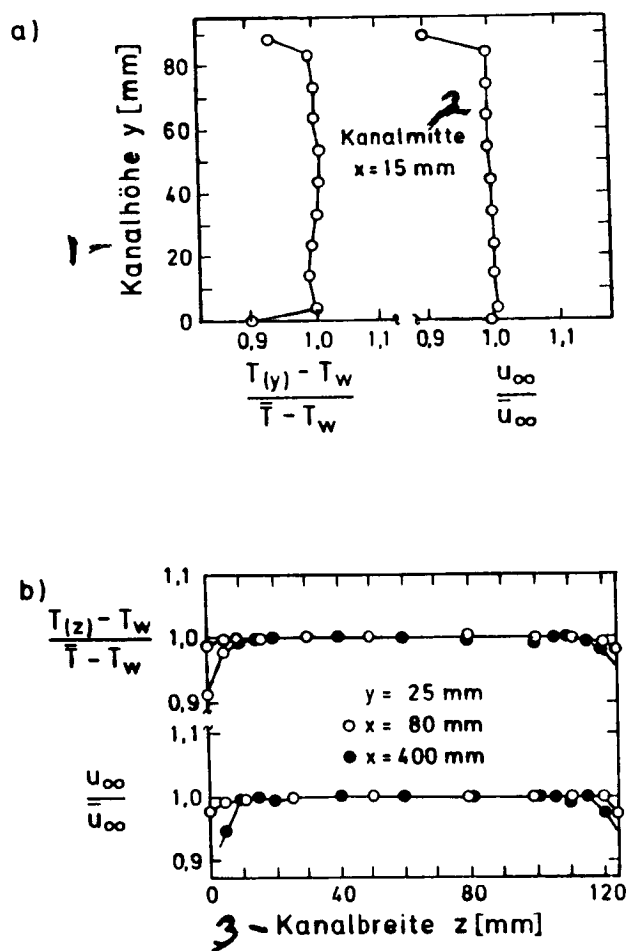 a)
Kanalhöhe y [mm]
80
60
40
20
0
1
2
Kanalmitte
x = 15 mm
0,9 1,0 1,1 0,9 1,0 1,1
T(y) - Tw
T̿ - Tw
u∞
u̿∞
b)
T(z) - Tw
T̿ - Tw
1,1
1,0
0,9
y = 25 mm
○ x = 80 mm
● x = 400 mm
u∞
u̿∞
1,1
1,0
0,9
0 40 80 120
3 - Kanalbreite z [mm]